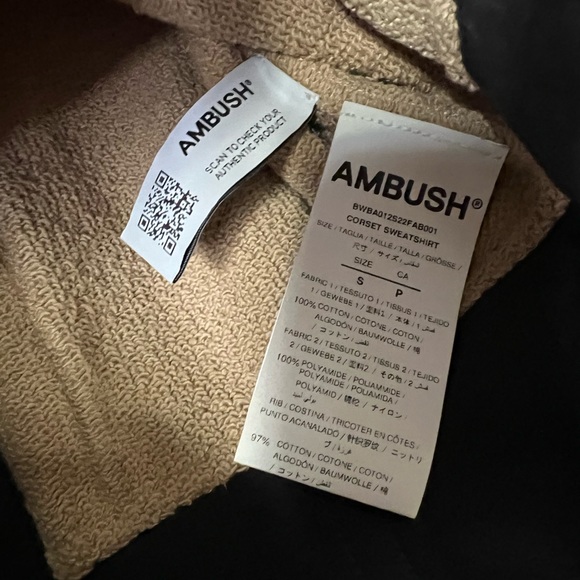 AMBUSH®
SCAN TO CHECK YOUR
AUTHENTIC PRODUCT
AMBUSH®
BWBA012S22FAB001
CORSET SWEATSHIRT
SIZE / TAGLIA / TAILLE / TALLA / GRÖSSE /
尺寸 / サイズ /
SIZE CA
S P
FABRIC 1 / TESSUTO 1 / TISSUS 1 / TEJIDO
1 / GEWEBE 1 / 面料1 / 本体 / 1
100% COTTON / COTONE / COTON /
ALGODÓN / BAUMWOLLE / 棉
/ コットン /
FABRIC 2 / TESSUTO 2 / TISSUS 2 / TEJIDO
2 / GEWEBE 2 / 面料2 / その他 / 2
100% POLYAMIDE / POLIAMMIDE /
POLYAMIDE / POLIAMIDA /
POLYAMID / 锦纶 / ナイロン /
RIB / COSTINA / TRICOTER EN CÔTES /
PUNTO ACANALADO / 针织罗纹 / ニットリ
ブ /
97% COTTON / COTONE / COTON /
ALGODÓN / BAUMWOLLE / 棉
/ コットン /